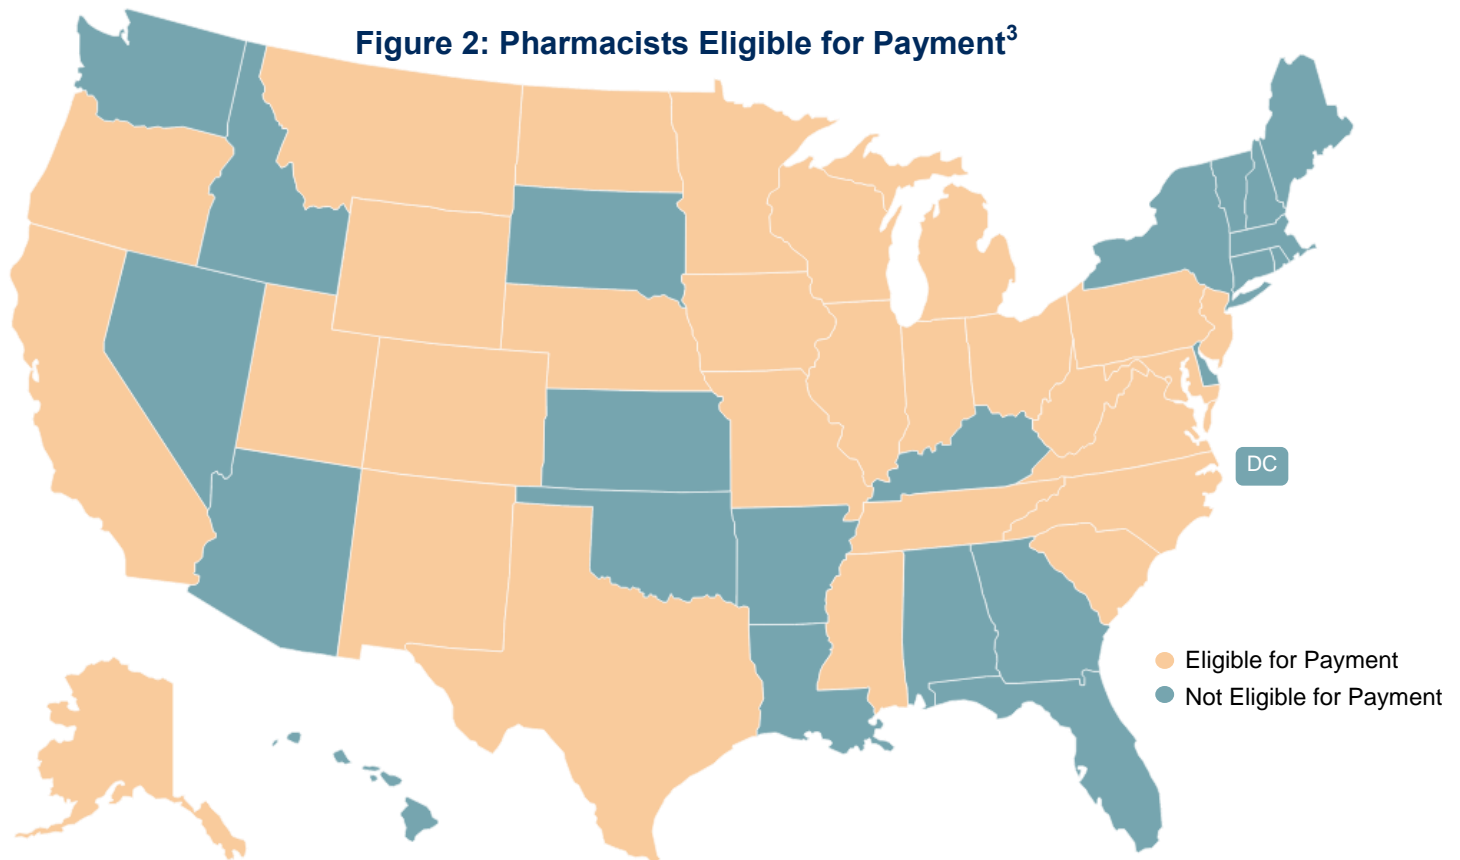 Figure 2: Pharmacists Eligible for Payment3
DC
Eligible for Payment
Not Eligible for Payment